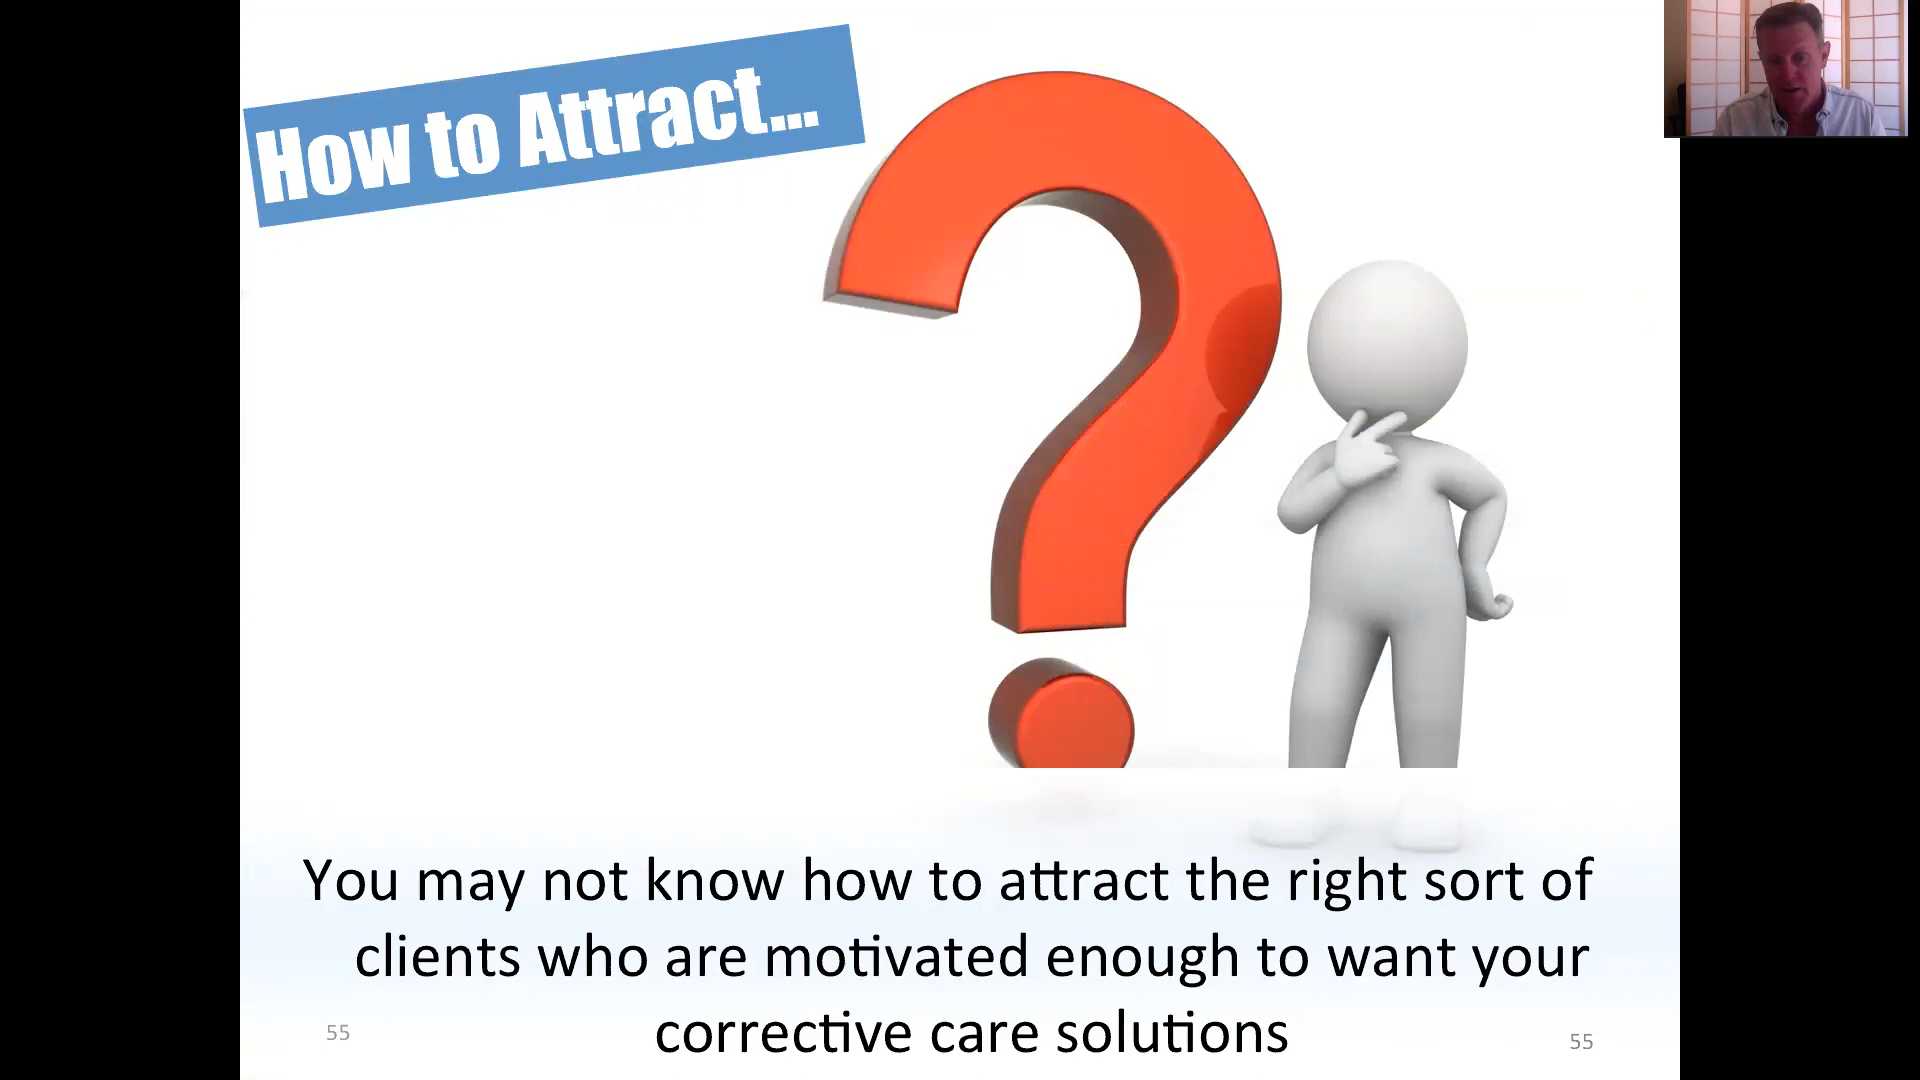 How to Attract...
You may not know how to attract the right sort of
clients who are motivated enough to want your
corrective care solutions
55
55